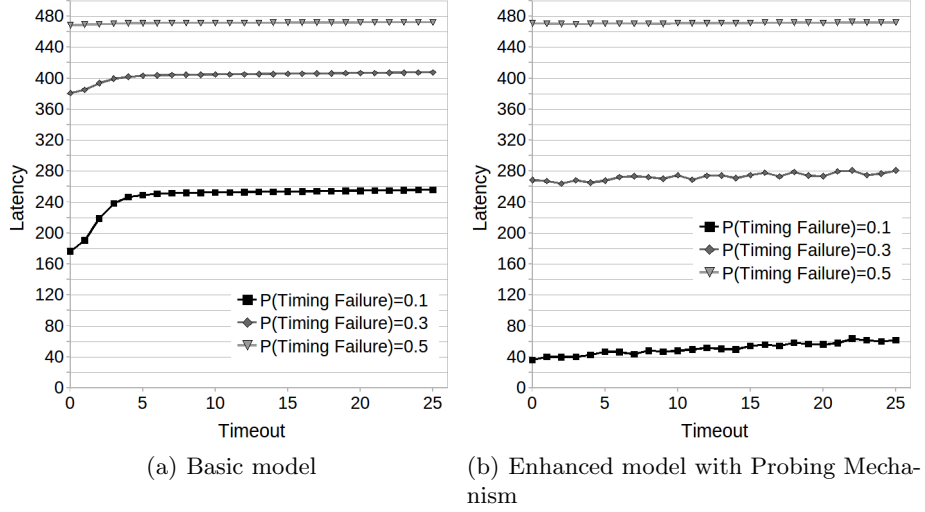 480
440
400
360
320
280
240
200
160
120
80
40
0
Latency
0 5 10 15 20 25
Timeout
P(Timing Failure)=0.1
P(Timing Failure)=0.3
P(Timing Failure)=0.5
(a) Basic model
480
440
400
360
320
280
240
200
160
120
80
40
0
Latency
0 5 10 15 20 25
Timeout
P(Timing Failure)=0.1
P(Timing Failure)=0.3
P(Timing Failure)=0.5
(b) Enhanced model with Probing Mecha-
nism